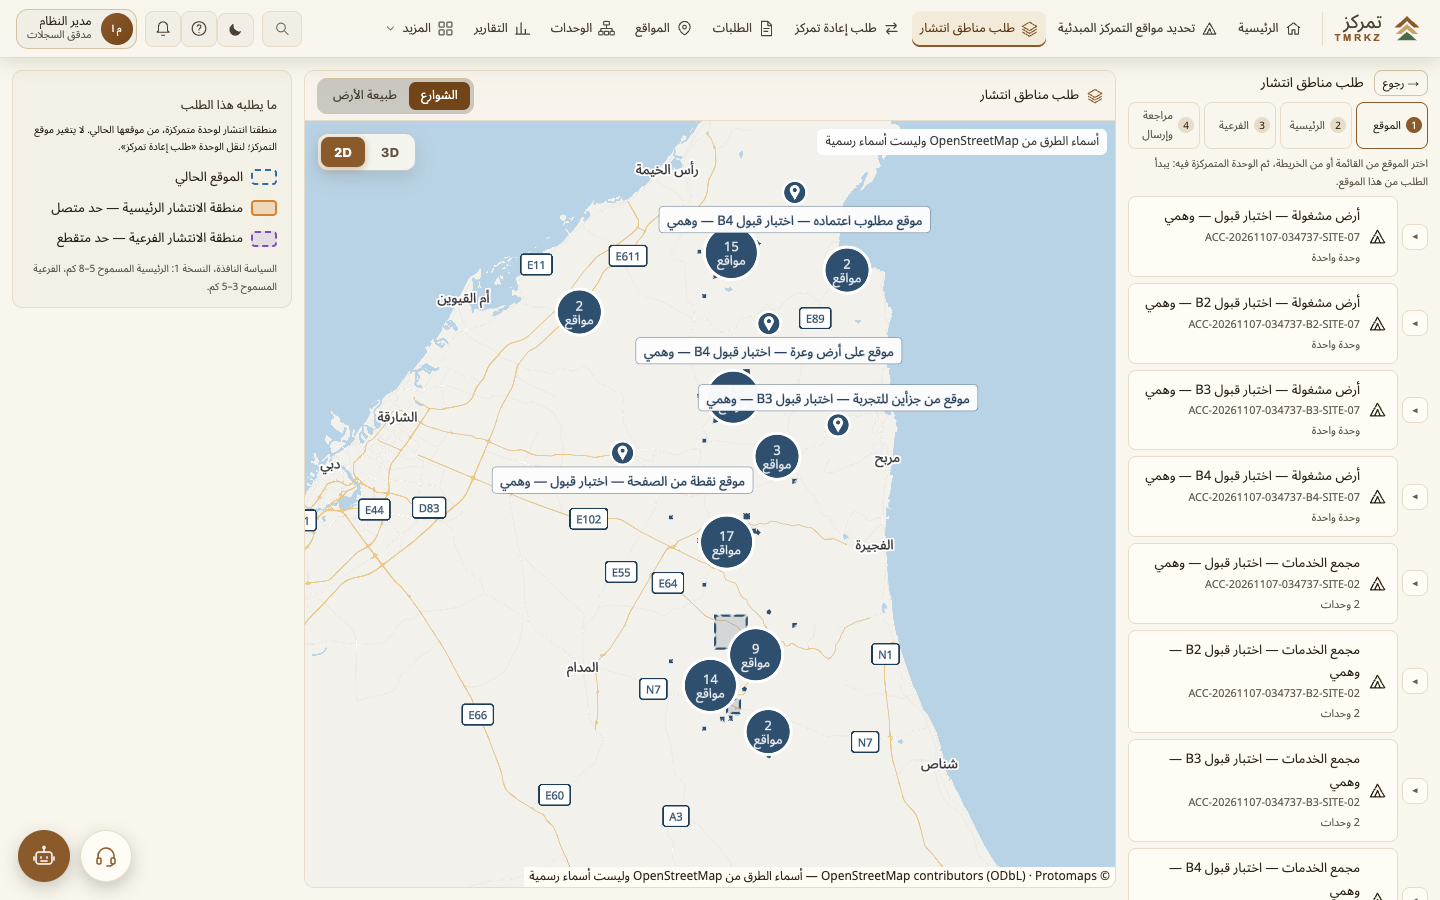 تمركز
TMRKZ
الرئيسية
تحديد مواقع التمركز المبدئية
طلب مناطق انتشار
طلب إعادة تمركز
الطلبات
المواقع
الوحدات
التقارير
المزيد
م ا
مدير النظام
مدقق السجلات
→ رجوع
طلب مناطق انتشار
1 الموقع
2 الرئيسية
3 الفرعية
4 مراجعة وإرسال
اختر الموقع من القائمة أو من الخريطة، ثم الوحدة المتمركزة فيه: يبدأ
الطلب من هذا الموقع.
أرض مشغولة — اختبار قبول — وهمي
ACC-20261107-034737-SITE-07
وحدة واحدة
أرض مشغولة — اختبار قبول B2 — وهمي
ACC-20261107-034737-B2-SITE-07
وحدة واحدة
أرض مشغولة — اختبار قبول B3 — وهمي
ACC-20261107-034737-B3-SITE-07
وحدة واحدة
أرض مشغولة — اختبار قبول B4 — وهمي
ACC-20261107-034737-B4-SITE-07
وحدة واحدة
مجمع الخدمات — اختبار قبول — وهمي
ACC-20261107-034737-SITE-02
2 وحدات
مجمع الخدمات — اختبار قبول B2 —
وهمي
ACC-20261107-034737-B2-SITE-02
2 وحدات
مجمع الخدمات — اختبار قبول B3 —
وهمي
ACC-20261107-034737-B3-SITE-02
2 وحدات
مجمع الخدمات — اختبار قبول B4 —
وهمي
طلب مناطق انتشار
الشوارع
طبيعة الأرض
أسماء الطرق من OpenStreetMap وليست أسماء رسمية
2D
3D
رأس الخيمة
موقع مطلوب اعتماده — اختبار قبول B4 — وهمي
15
مواقع
2
مواقع
E611
E11
أم القيوين
2
مواقع
E89
موقع على أرض وعرة — اختبار قبول B4 — وهمي
موقع من جزأين للتجربة — اختبار قبول B3 — وهمي
الشارقة
3
مواقع
مربح
دبي
موقع نقطة من الصفحة — اختبار قبول — وهمي
E44
D83
1
E102
17
مواقع
الفجيرة
E55
E64
9
مواقع
N1
المدام
14
مواقع
N7
E66
2
مواقع
N7
شناص
E60
A3
© OpenStreetMap contributors (ODbL) · Protomaps — أسماء الطرق من OpenStreetMap وليست أسماء رسمية
ما يطلبه هذا الطلب
منطقتا انتشار لوحدة متمركزة، من موقعها الحالي. لا يتغير موقع
التمركز؛ لنقل الوحدة «طلب إعادة تمركز».
الموقع الحالي
منطقة الانتشار الرئيسية — حد متصل
منطقة الانتشار الفرعية — حد متقطع
السياسة النافذة، النسخة 1: الرئيسية المسموح 5–8 كم، الفرعية
المسموح 3–5 كم.